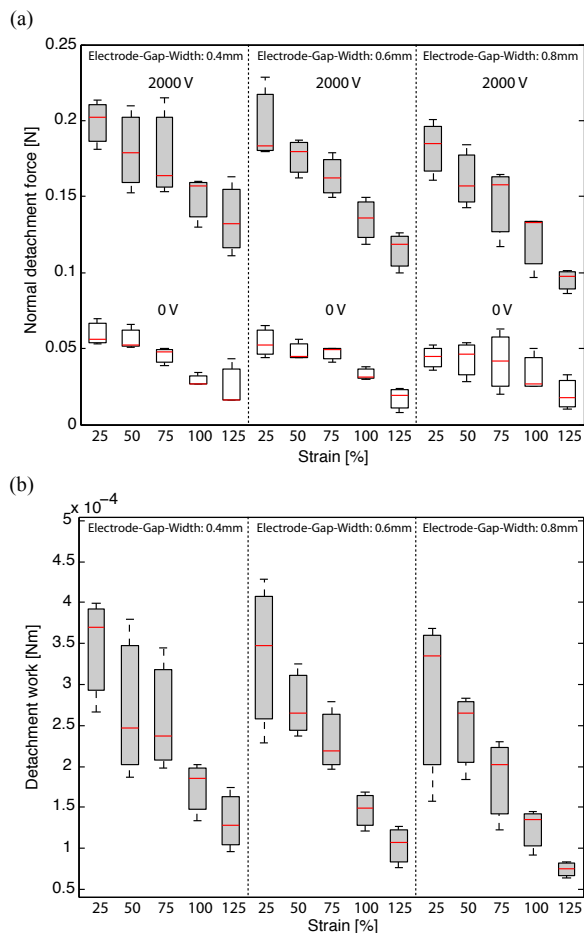 (a)
Electrode-Gap-Width: 0.4mm Electrode-Gap-Width: 0.6mm Electrode-Gap-Width: 0.8mm
2000 V 2000 V 2000 V
0 V 0 V 0 V
Normal detachment force [N]
0.25
0.2
0.15
0.1
0.05
0
25 50 75 100 125 25 50 75 100 125 25 50 75 100 125
Strain [%]
(b)
x 10−4
Electrode-Gap-Width: 0.4mm Electrode-Gap-Width: 0.6mm Electrode-Gap-Width: 0.8mm
Detachment work [Nm]
5
4.5
4
3.5
3
2.5
2
1.5
1
0.5
25 50 75 100 125 25 50 75 100 125 25 50 75 100 125
Strain [%]